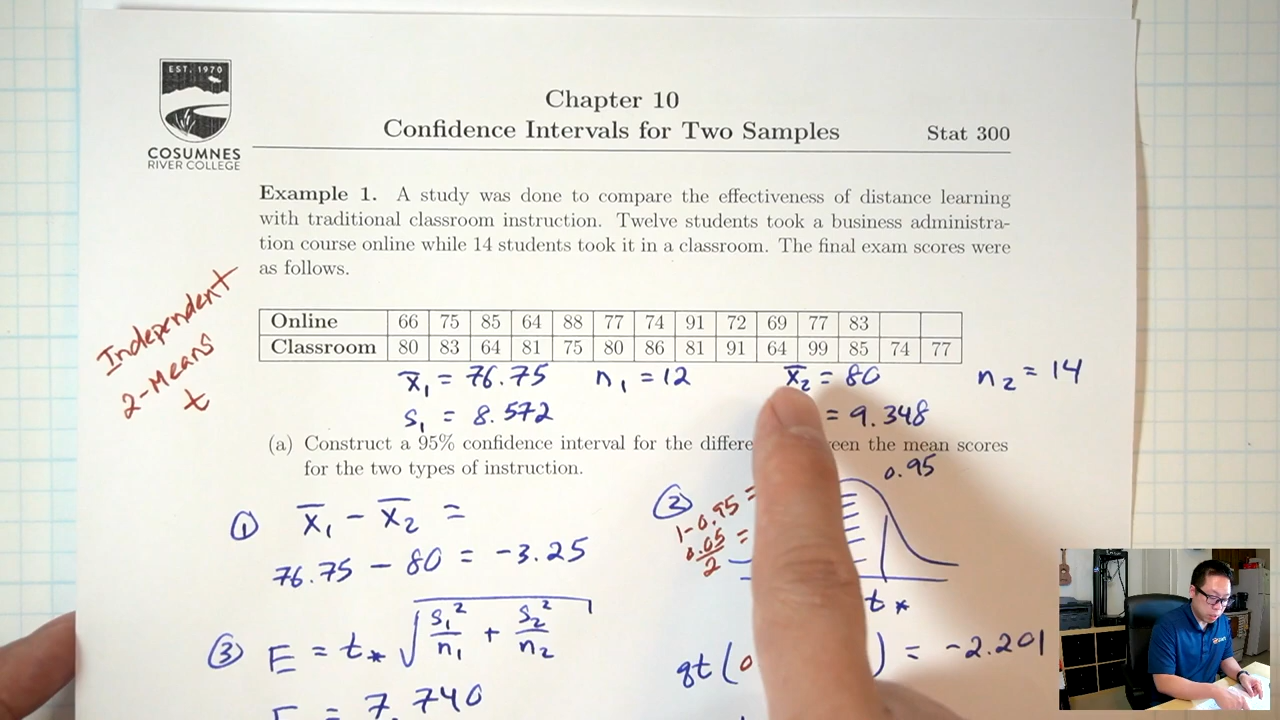 EST. 1970
COSUMNES
RIVER COLLEGE
Chapter 10
Confidence Intervals for Two Samples
Stat 300
Example 1. A study was done to compare the effectiveness of distance learning
with traditional classroom instruction. Twelve students took a business administra-
tion course online while 14 students took it in a classroom. The final exam scores were
as follows.
Independent
2-Means
t
Online 66 75 85 64 88 77 74 91 72 69 77 83
Classroom 80 83 64 81 75 80 86 81 91 64 99 85 74 77
x̄₁ = 76.75 n₁ = 12 x̄₂ = 80 n₂ = 14
s₁ = 8.572 = 9.348
(a) Construct a 95% confidence interval for the differe een the mean scores
for the two types of instruction.
0.95
① x̄₁ − x̄₂ =
76.75 − 80 = −3.25
②
1-0.95 =
0.05/2 =
t*
③ E = t* √(s₁²/n₁ + s₂²/n₂)
qt(0 ) = -2.201
E = 7.740